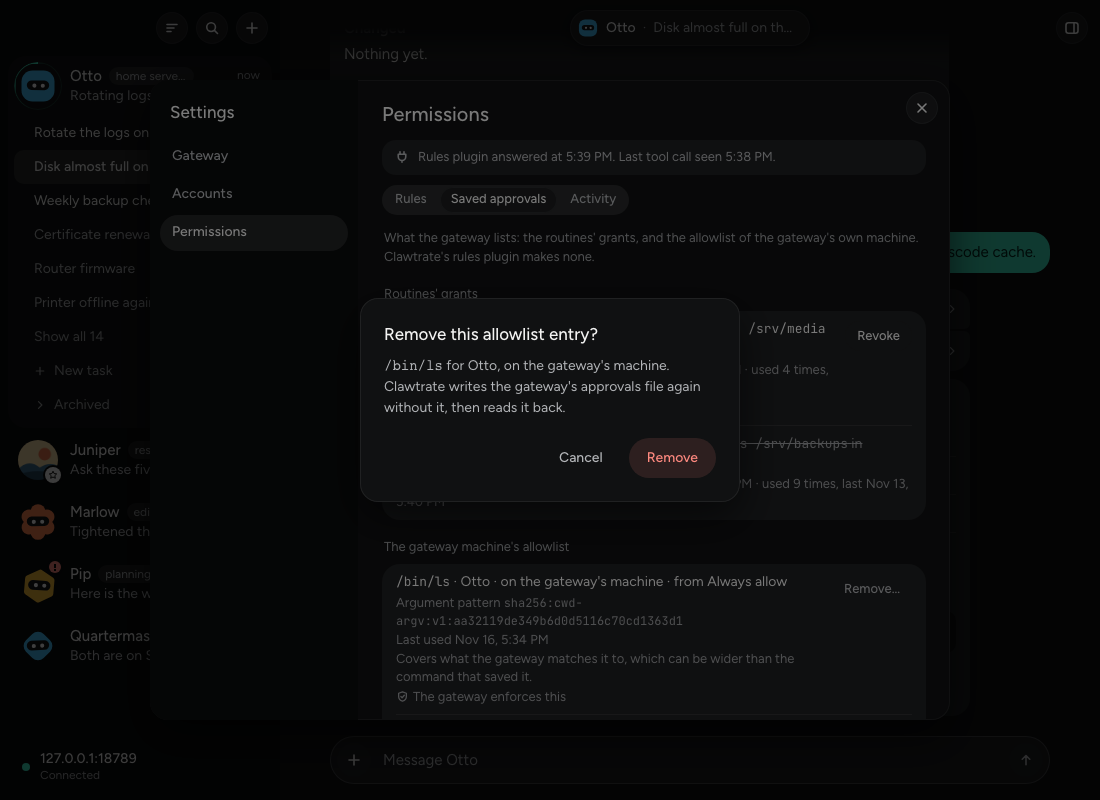 Otto · Disk almost full on th...
Nothing yet.
Otto home serve... now
Rotating logs
Rotate the logs on
Disk almost full on
Weekly backup che
Certificate renewa
Router firmware
Printer offline again
Show all 14
New task
Archived
Juniper res
Ask these five
Marlow edi
Tightened th
Pip planning
Here is the w
Quartermas
Both are on S
127.0.0.1:18789
Connected
Settings
Gateway
Accounts
Permissions
Permissions
Rules plugin answered at 5:39 PM. Last tool call seen 5:38 PM.
Rules Saved approvals Activity
What the gateway lists: the routines' grants, and the allowlist of the gateway's own machine.
Clawtrate's rules plugin makes none.
Routines' grants
/srv/media
Revoke
· used 4 times,
s /srv/backups in
PM · used 9 times, last Nov 13,
5:40 PM
Remove this allowlist entry?
/bin/ls for Otto, on the gateway's machine.
Clawtrate writes the gateway's approvals file again
without it, then reads it back.
Cancel Remove
The gateway machine's allowlist
/bin/ls · Otto · on the gateway's machine · from Always allow
Remove...
Argument pattern sha256:cwd-
argv:v1:aa32119de349b6d0d5116c70cd1363d1
Last used Nov 16, 5:34 PM
Covers what the gateway matches it to, which can be wider than the
command that saved it.
The gateway enforces this
scode cache.
Message Otto